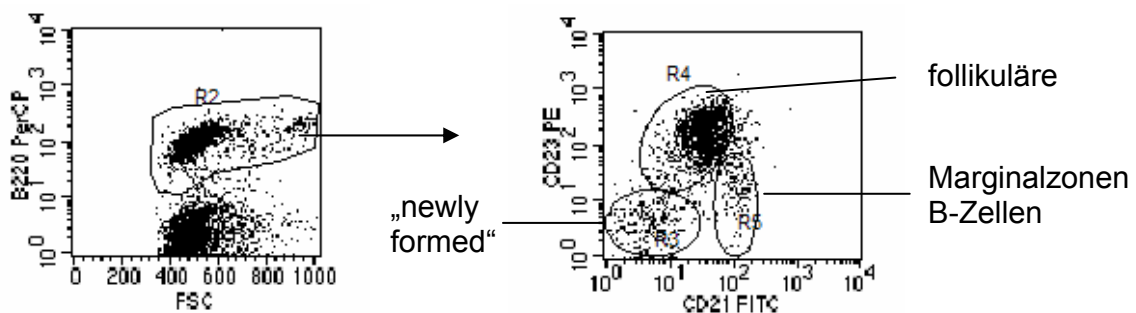 10⁴
10³
10²
10¹
10⁰
B220 PerCP
R2
0 200 400 600 800 1000
FSC
„newly
formed“
10⁴
10³
10²
10¹
10⁰
CD23 PE
R4
R3
R5
10⁰ 10¹ 10² 10³ 10⁴
CD21 FITC
follikuläre
Marginalzonen
B-Zellen